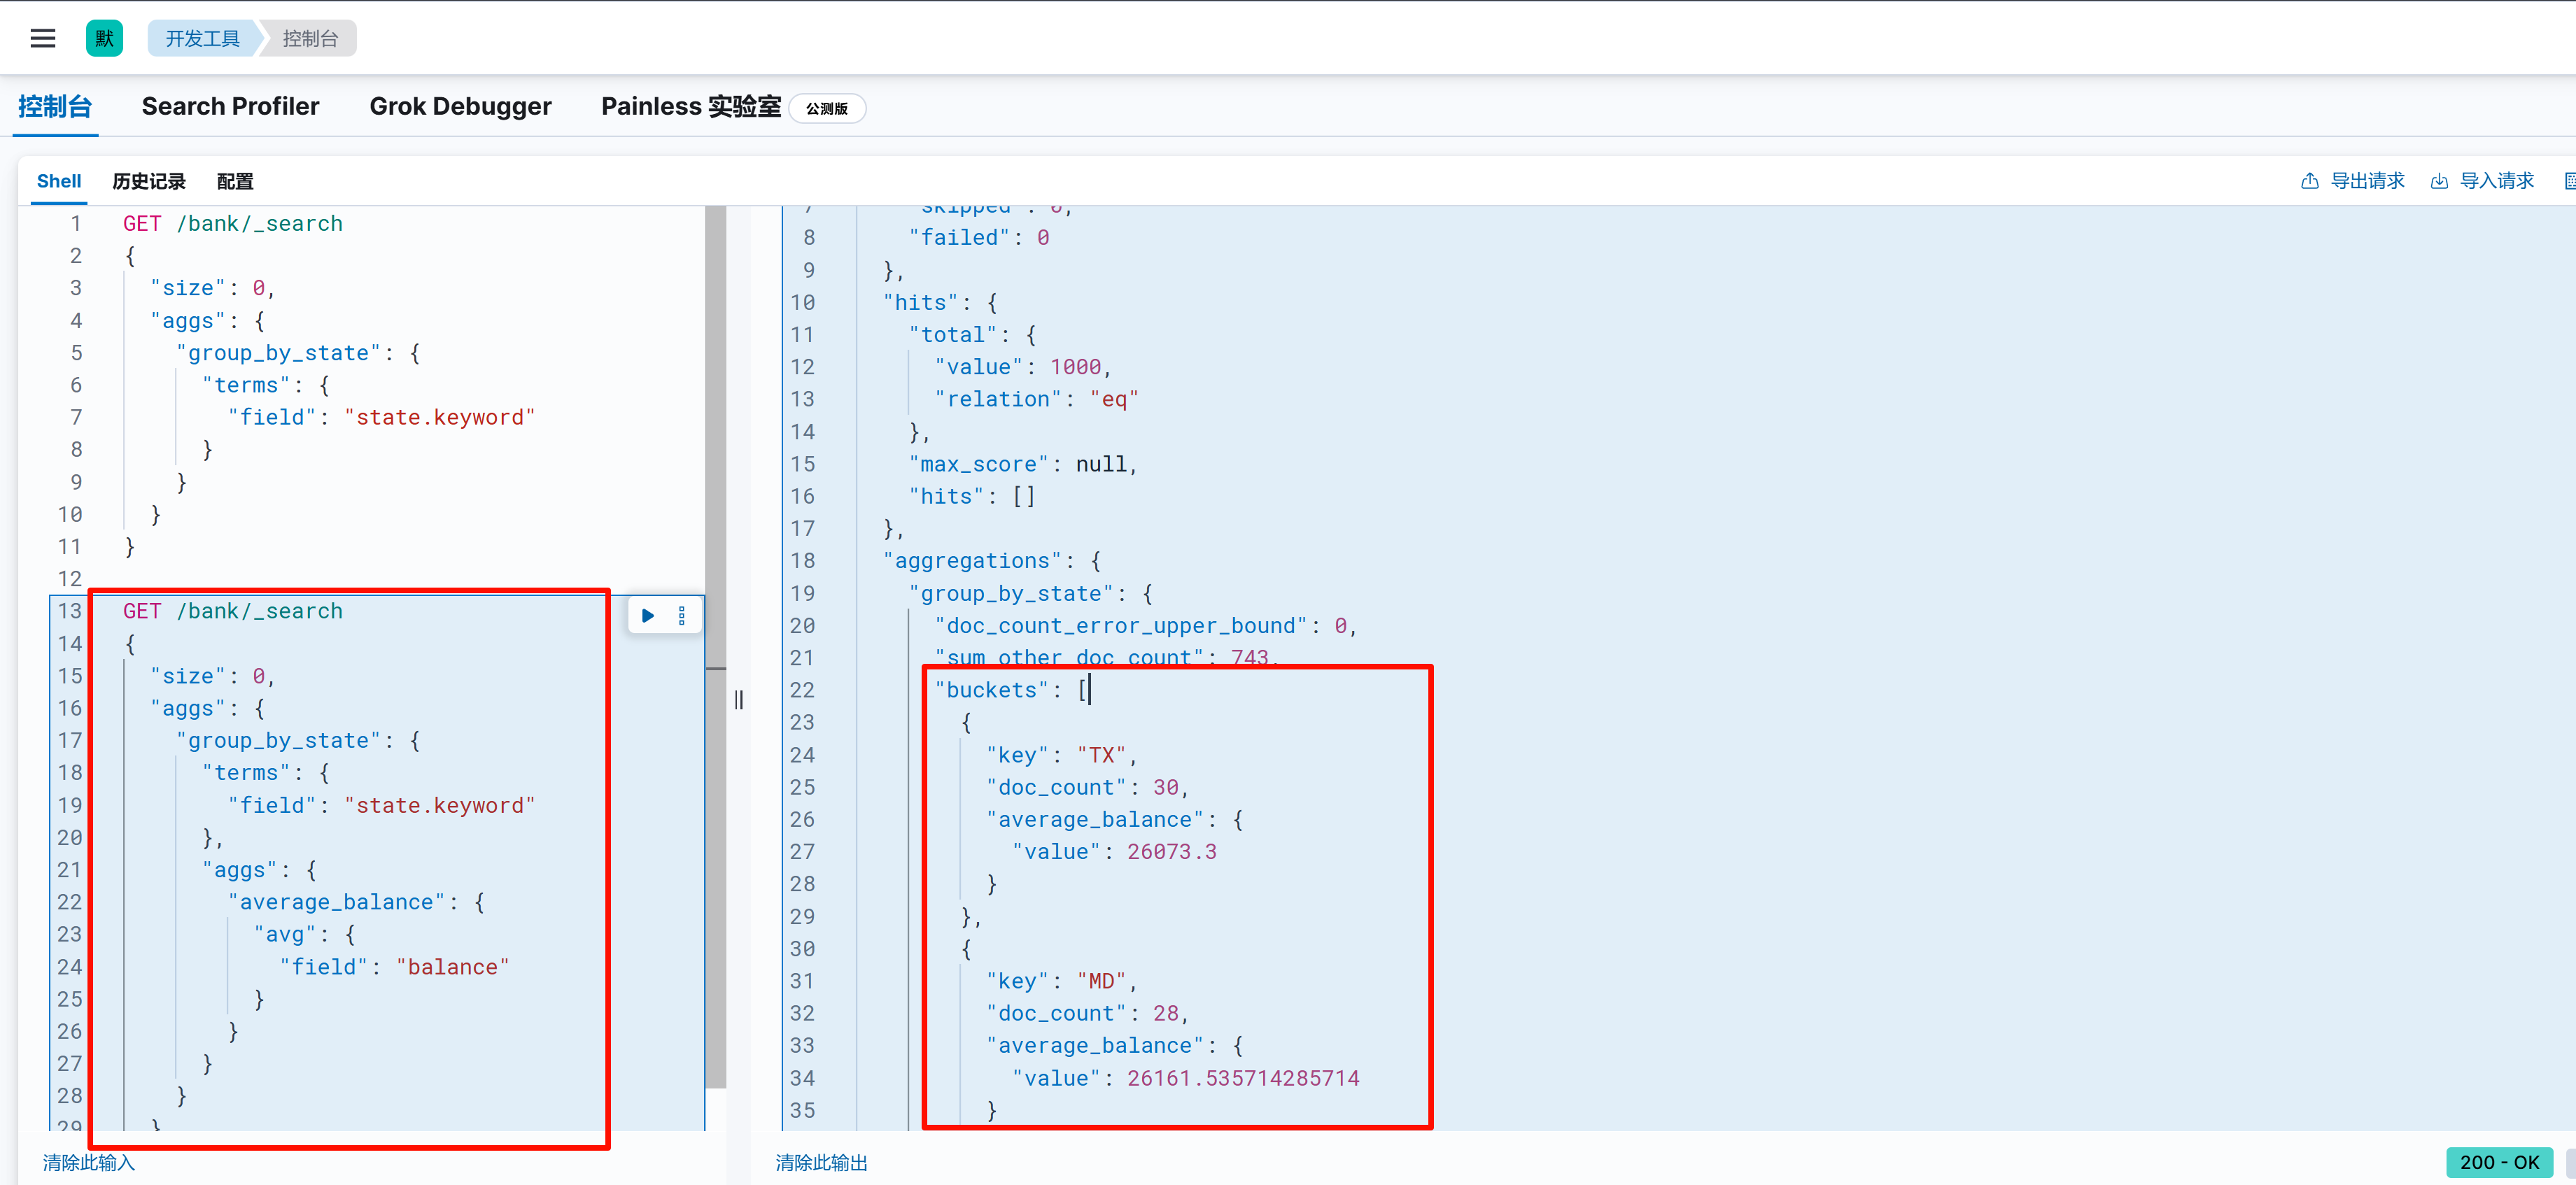 默 开发工具 控制台
控制台 Search Profiler Grok Debugger Painless 实验室 公测版
Shell 历史记录 配置 导出请求 导入请求
1 GET /bank/_search
2 {
3 "size": 0,
4 "aggs": {
5 "group_by_state": {
6 "terms": {
7 "field": "state.keyword"
8 }
9 }
10 }
11 }
12
13 GET /bank/_search
14 {
15 "size": 0,
16 "aggs": {
17 "group_by_state": {
18 "terms": {
19 "field": "state.keyword"
20 },
21 "aggs": {
22 "average_balance": {
23 "avg": {
24 "field": "balance"
25 }
26 }
27 }
28 }
29 }
清除此输入
7 "skipped": 0,
8 "failed": 0
9 },
10 "hits": {
11 "total": {
12 "value": 1000,
13 "relation": "eq"
14 },
15 "max_score": null,
16 "hits": []
17 },
18 "aggregations": {
19 "group_by_state": {
20 "doc_count_error_upper_bound": 0,
21 "sum_other_doc_count": 743,
22 "buckets": [
23 {
24 "key": "TX",
25 "doc_count": 30,
26 "average_balance": {
27 "value": 26073.3
28 }
29 },
30 {
31 "key": "MD",
32 "doc_count": 28,
33 "average_balance": {
34 "value": 26161.535714285714
35 }
清除此输出
200 - OK